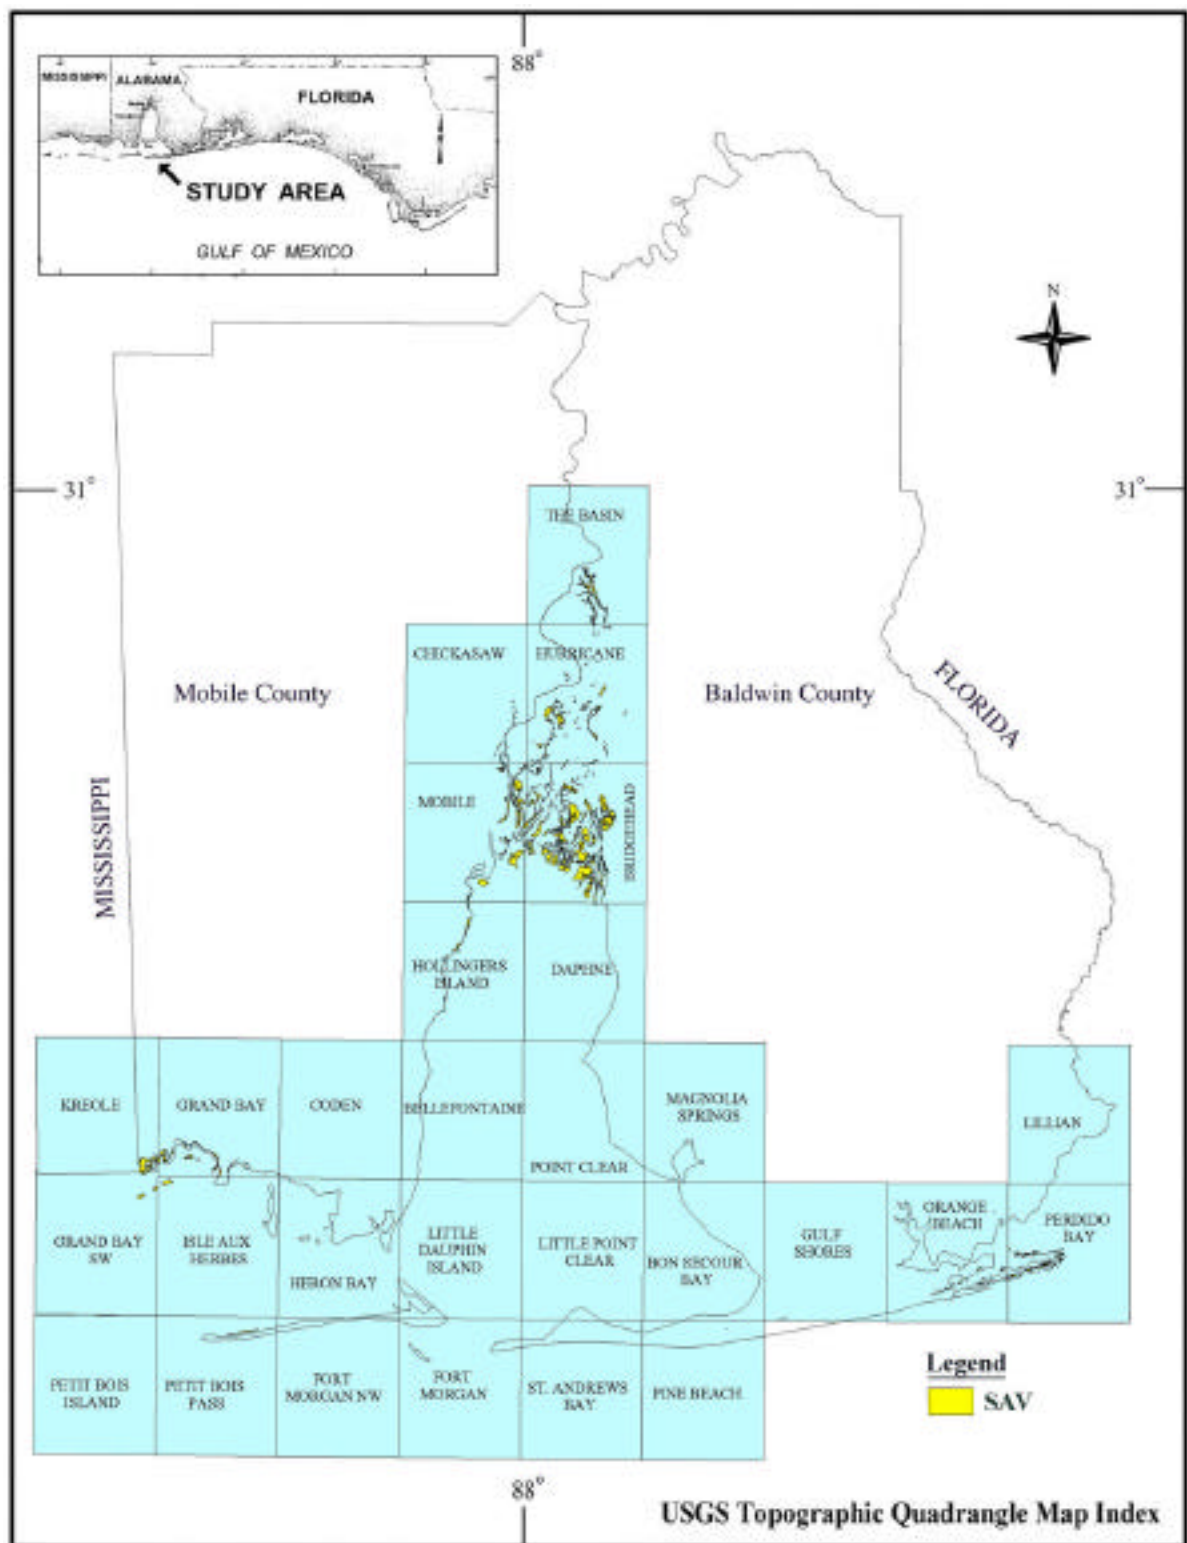 88°
MISSISSIPPI
ALABAMA
FLORIDA
STUDY AREA
GULF OF MEXICO
N
31°
31°
THE BASIN
CHICKASAW
HURRICANE
Mobile County
Baldwin County
FLORIDA
MISSISSIPPI
MOBILE
BRIDGEHEAD
HOLLINGERS
ISLAND
DAPHNE
KREOLE
GRAND BAY
CODEN
BELLEFONTAINE
MAGNOLIA
SPRINGS
LILLIAN
POINT CLEAR
GRAND BAY
SW
ISLE AUX
HERBES
HERON BAY
LITTLE
DAUPHIN
ISLAND
LITTLE POINT
CLEAR
BON SECOUR
BAY
GULF
SHORES
ORANGE
BEACH
PERDIDO
BAY
PETIT BOIS
ISLAND
PETIT BOIS
PASS
FORT
MORGAN NW
FORT
MORGAN
ST. ANDREWS
BAY
PINE BEACH
Legend
SAV
88°
USGS Topographic Quadrangle Map Index